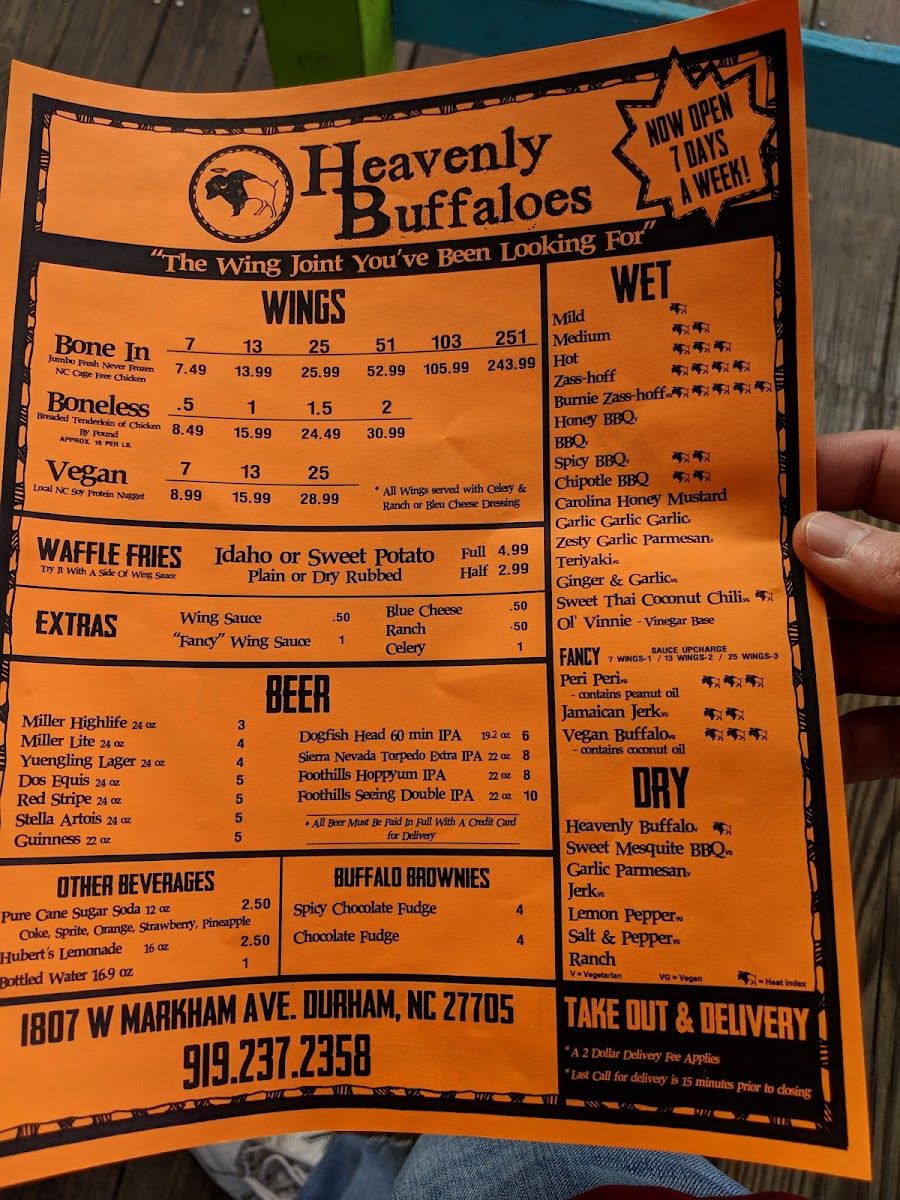 Heavenly
Buffaloes
NOW OPEN
7 DAYS
A WEEK!
"The Wing Joint You've Been Looking For"
WINGS
Bone In 7 13 25 51 103 251
Jumbo Fresh Never Frozen
NC Cage Free Chicken
7.49 13.99 25.99 52.99 105.99 243.99
Boneless .5 1 1.5 2
Breaded Tenderloin of Chicken
By Pound
APPROX. 16 PER LB.
8.49 15.99 24.49 30.99
Vegan 7 13 25
Local NC Soy Protein Nugget
8.99 15.99 28.99
* All Wings served with Celery &
Ranch or Bleu Cheese Dressing
WAFFLE FRIES
Try It With A Side Of Wing Sauce
Idaho or Sweet Potato
Plain or Dry Rubbed
Full 4.99
Half 2.99
EXTRAS
Wing Sauce .50
"Fancy" Wing Sauce 1
Blue Cheese .50
Ranch .50
Celery 1
BEER
Miller Highlife 24 oz 3
Miller Lite 24 oz 4
Yuengling Lager 24 oz 4
Dos Equis 24 oz 5
Red Stripe 24 oz 5
Stella Artois 24 oz 5
Guinness 22 oz 5
Dogfish Head 60 min IPA 19.2 oz 6
Sierra Nevada Torpedo Extra IPA 22 oz 8
Foothills Hoppyum IPA 22 oz 8
Foothills Seeing Double IPA 22 oz 10
* All Beer Must Be Paid In Full With A Credit Card
for Delivery
OTHER BEVERAGES
Pure Cane Sugar Soda 12 oz 2.50
Coke, Sprite, Orange, Strawberry, Pineapple
Hubert's Lemonade 16 oz 2.50
Bottled Water 16.9 oz 1
BUFFALO BROWNIES
Spicy Chocolate Fudge 4
Chocolate Fudge 4
1807 W MARKHAM AVE. DURHAM, NC 27705
919.237.2358
WET
Mild
Medium
Hot
Zass-hoff
Burnie Zass-hoff VG
Honey BBQ V
BBQ V
Spicy BBQ V
Chipotle BBQ
Carolina Honey Mustard
Garlic Garlic Garlic V
Zesty Garlic Parmesan V
Teriyaki VG
Ginger & Garlic VG
Sweet Thai Coconut Chili VG
Ol' Vinnie - Vinegar Base
FANCY SAUCE UPCHARGE
7 WINGS-1 / 13 WINGS-2 / 25 WINGS-3
Peri Peri VG
- contains peanut oil
Jamaican Jerk VG
Vegan Buffalo VG
- contains coconut oil
DRY
Heavenly Buffalo V
Sweet Mesquite BBQ VG
Garlic Parmesan V
Jerk VG
Lemon Pepper VG
Salt & Pepper VG
Ranch
V = Vegetarian VG = Vegan = Heat Index
TAKE OUT & DELIVERY
*A 2 Dollar Delivery Fee Applies
*Last Call for delivery is 15 minutes prior to closing